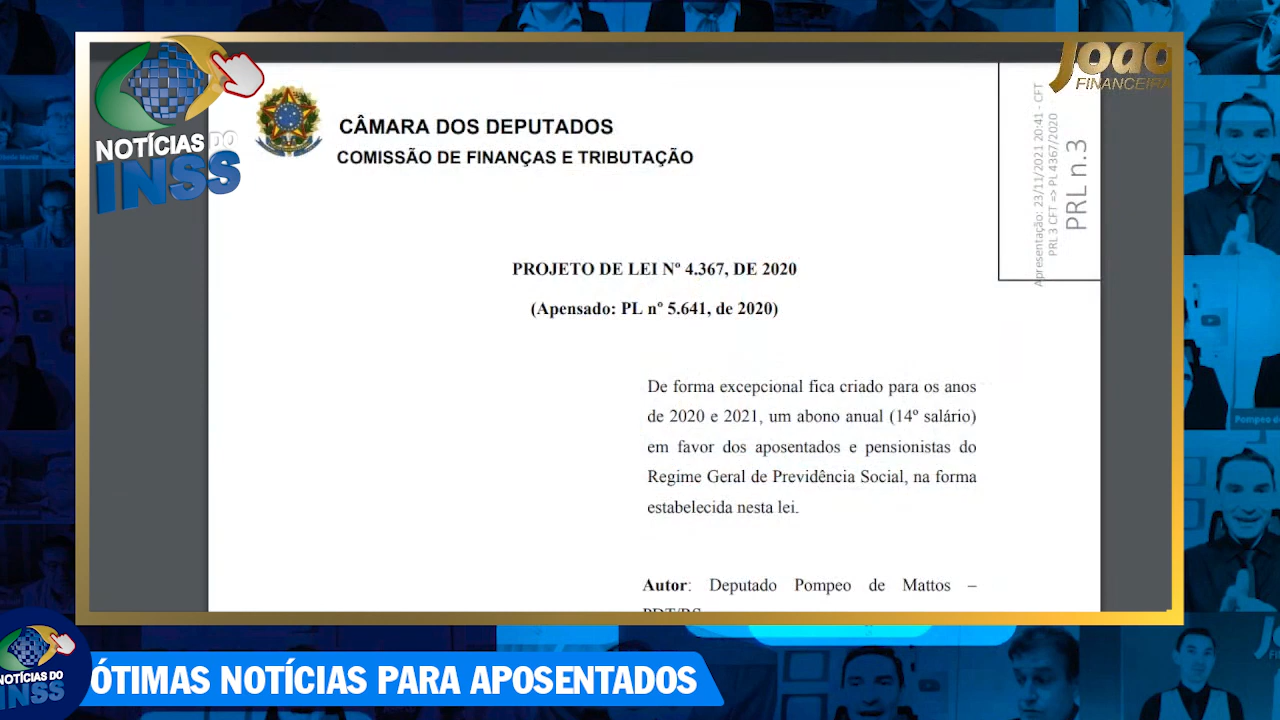 NOTÍCIAS DO
INSS
João
FINANCEIRA
CÂMARA DOS DEPUTADOS
COMISSÃO DE FINANÇAS E TRIBUTAÇÃO
Apresentação: 23/11/2021 20:41 - CFT
PRL 3 CFT => PL 4367/2020
PRL n.3
PROJETO DE LEI Nº 4.367, DE 2020
(Apensado: PL nº 5.641, de 2020)
De forma excepcional fica criado para os anos
de 2020 e 2021, um abono anual (14º salário)
em favor dos aposentados e pensionistas do
Regime Geral de Previdência Social, na forma
estabelecida nesta lei.
Autor: Deputado Pompeo de Mattos –
PDT/RS
Pompeo d
NOTÍCIAS DO
INSS
ÓTIMAS NOTÍCIAS PARA APOSENTADOS